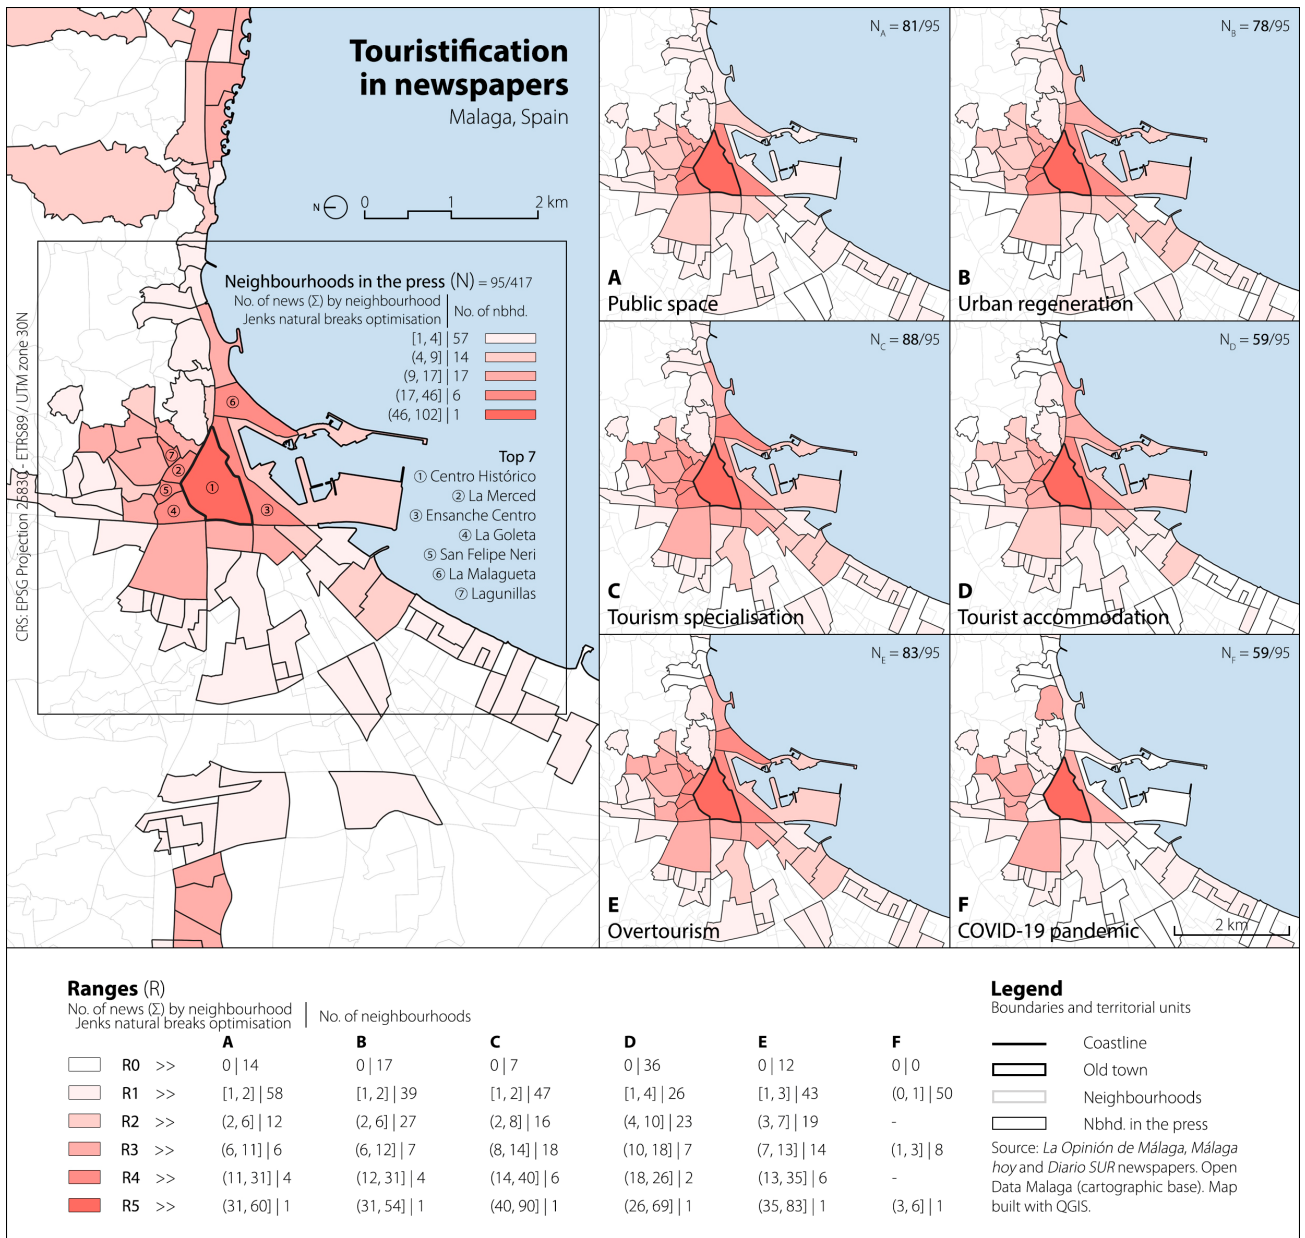 Touristification
in newspapers
Malaga, Spain
N
0 1 2 km
Neighbourhoods in the press (N) = 95/417
No. of news (Σ) by neighbourhood
Jenks natural breaks optimisation
No. of nbhd.
[1, 4] 57
(4, 9] 14
(9, 17] 17
(17, 46] 6
(46, 102] 1
Top 7
① Centro Histórico
② La Merced
③ Ensanche Centro
④ La Goleta
⑤ San Felipe Neri
⑥ La Malagueta
⑦ Lagunillas
⑥
⑦
②
⑤
①
④
③
CRS: EPSG Projection 25830 - ETRS89 / UTM zone 30N
N_A = 81/95
A
Public space
N_B = 78/95
B
Urban regeneration
N_C = 88/95
C
Tourism specialisation
N_D = 59/95
D
Tourist accommodation
N_E = 83/95
E
Overtourism
N_F = 59/95
F
COVID-19 pandemic
2 km
Ranges (R)
No. of news (Σ) by neighbourhood
Jenks natural breaks optimisation
No. of neighbourhoods
A B C D E F
R0 >> 0 | 14 0 | 17 0 | 7 0 | 36 0 | 12 0 | 0
R1 >> [1, 2] | 58 [1, 2] | 39 [1, 2] | 47 [1, 4] | 26 [1, 3] | 43 (0, 1] | 50
R2 >> (2, 6] | 12 (2, 6] | 27 (2, 8] | 16 (4, 10] | 23 (3, 7] | 19 -
R3 >> (6, 11] | 6 (6, 12] | 7 (8, 14] | 18 (10, 18] | 7 (7, 13] | 14 (1, 3] | 8
R4 >> (11, 31] | 4 (12, 31] | 4 (14, 40] | 6 (18, 26] | 2 (13, 35] | 6 -
R5 >> (31, 60] | 1 (31, 54] | 1 (40, 90] | 1 (26, 69] | 1 (35, 83] | 1 (3, 6] | 1
Legend
Boundaries and territorial units
Coastline
Old town
Neighbourhoods
Nbhd. in the press
Source: La Opinión de Málaga, Málaga
hoy and Diario SUR newspapers. Open
Data Malaga (cartographic base). Map
built with QGIS.